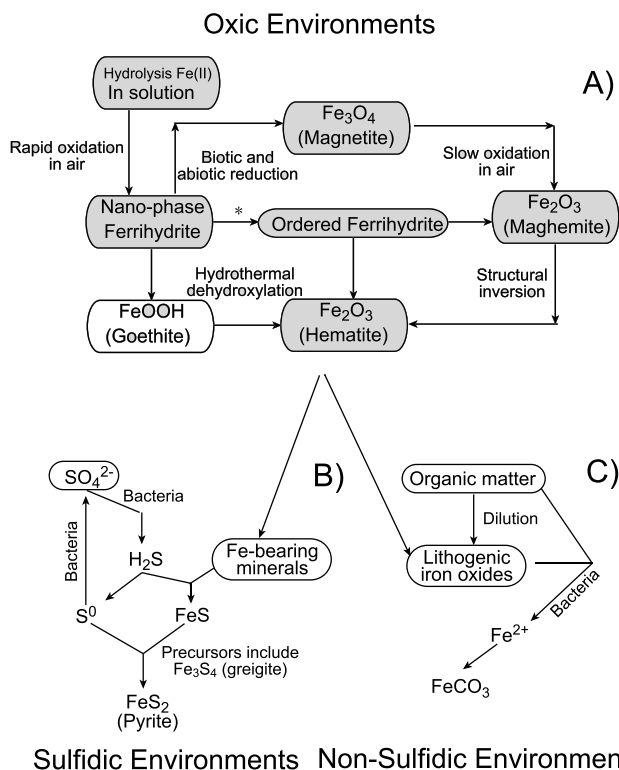 Oxic Environments
A)
Hydrolysis Fe(II)
In solution
Rapid oxidation
in air
Biotic and
abiotic reduction
Fe₃O₄
(Magnetite)
Slow oxidation
in air
Nano-phase
Ferrihydrite
*
Ordered Ferrihydrite
Fe₂O₃
(Maghemite)
Hydrothermal
dehydroxylation
Structural
inversion
FeOOH
(Goethite)
Fe₂O₃
(Hematite)
B)
SO₄²⁻
Bacteria
Bacteria
H₂S
Fe-bearing
minerals
S⁰
FeS
Precursors include
Fe₃S₄ (greigite)
FeS₂
(Pyrite)
Sulfidic Environments
C)
Organic matter
Dilution
Lithogenic
iron oxides
Bacteria
Fe²⁺
FeCO₃
Non-Sulfidic Environmen